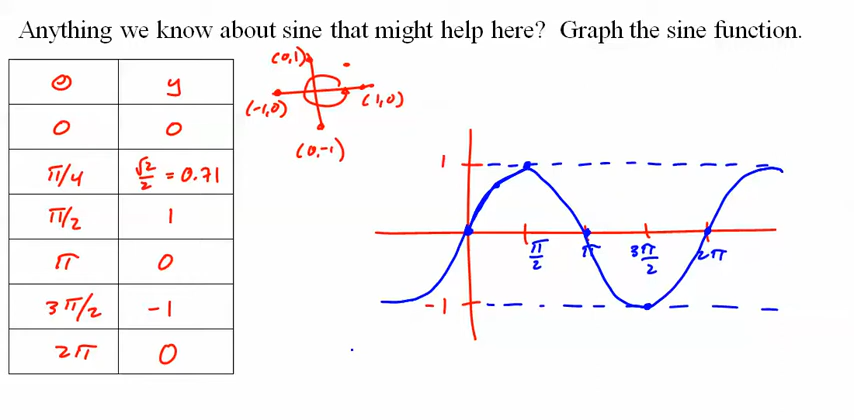 Anything we know about sine that might help here? Graph the sine function.
θ y
0 0
π/4 √2/2 = 0.71
π/2 1
π 0
3π/2 -1
2π 0
(0,1)
(-1,0) (1,0)
(0,-1)
1
π/2 π 3π/2 2π
-1